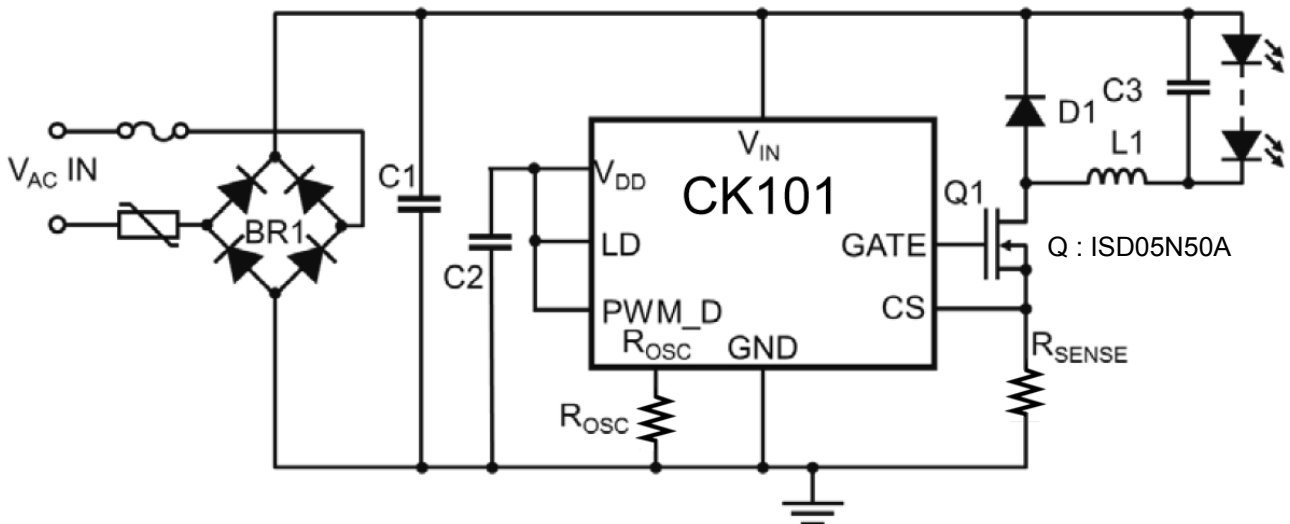 V_AC IN
BR1
C1
C2
V_IN
V_DD
CK101
LD
GATE
PWM_D
CS
R_OSC
GND
R_OSC
Q1
Q : ISD05N50A
R_SENSE
D1
C3
L1